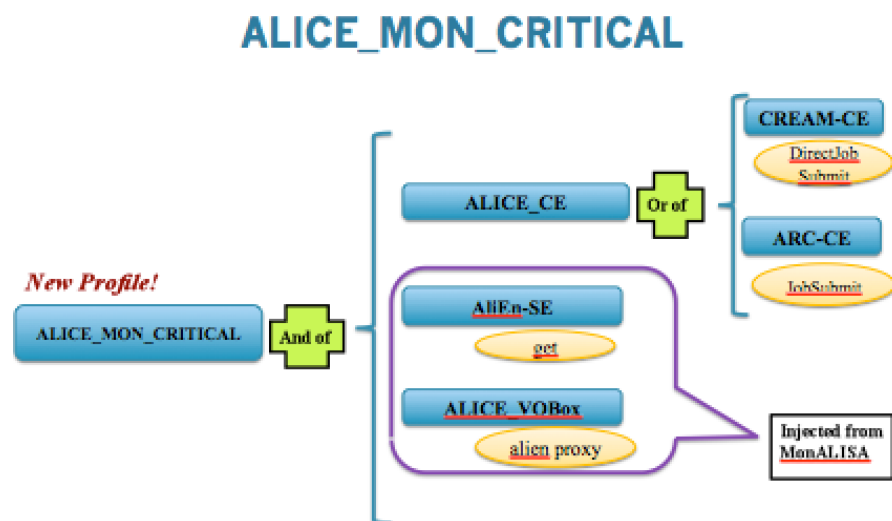 ALICE_MON_CRITICAL
CREAM-CE
DirectJob
Submit
ALICE_CE
Or of
ARC-CE
JobSubmit
New Profile!
ALICE_MON_CRITICAL
And of
AliEn-SE
get
ALICE_VOBox
alien proxy
Injected from
MonALISA